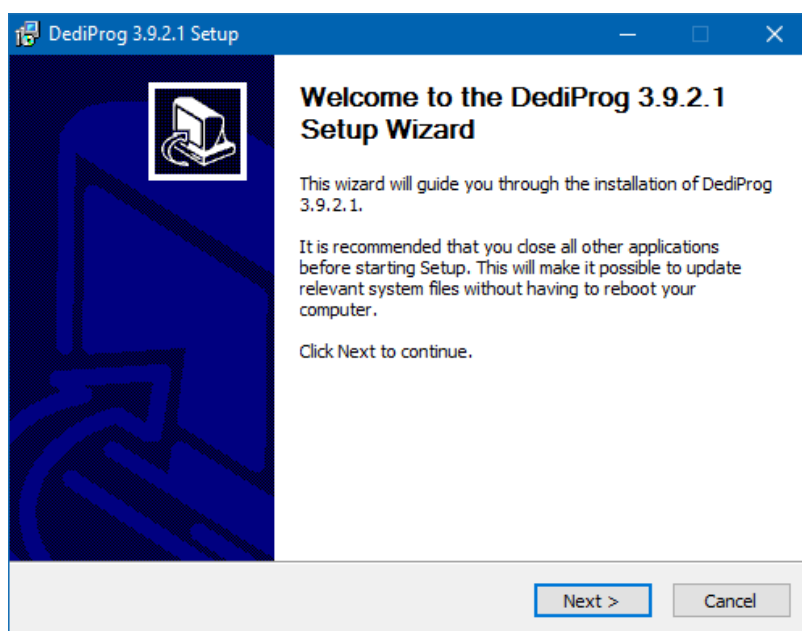 DediProg 3.9.2.1 Setup
Welcome to the DediProg 3.9.2.1
Setup Wizard
This wizard will guide you through the installation of DediProg
3.9.2.1.
It is recommended that you close all other applications
before starting Setup. This will make it possible to update
relevant system files without having to reboot your
computer.
Click Next to continue.
Next >
Cancel